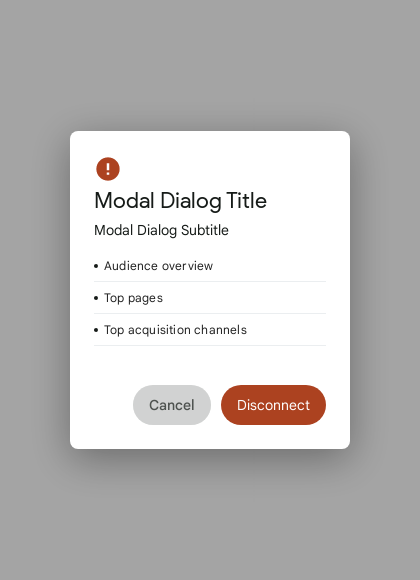 Modal Dialog Title
Modal Dialog Subtitle
• Audience overview
• Top pages
• Top acquisition channels
Cancel Disconnect